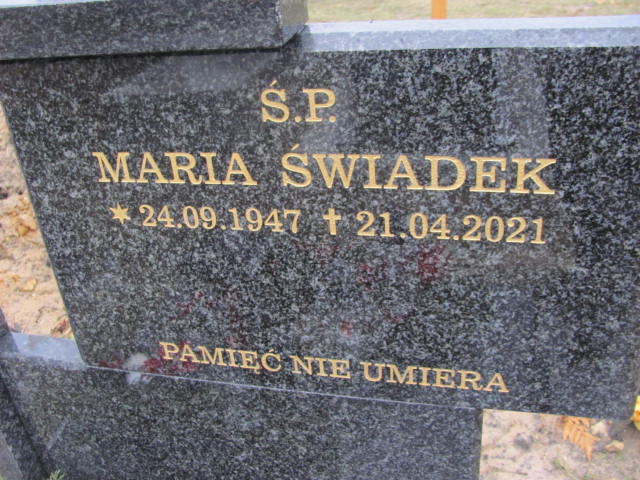 Ś.P.
MARIA ŚWIADEK
* 24.09.1947 ✝ 21.04.2021
PAMIĘĆ NIE UMIERA